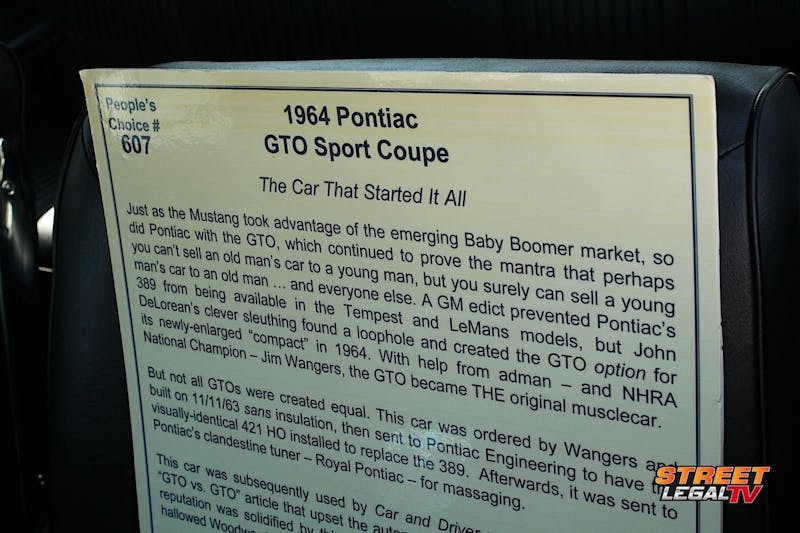 People's
Choice #
607
1964 Pontiac
GTO Sport Coupe
The Car That Started It All
Just as the Mustang took advantage of the emerging Baby Boomer market, so
did Pontiac with the GTO, which continued to prove the mantra that perhaps
you can't sell an old man's car to a young man, but you surely can sell a young
man's car to an old man ... and everyone else. A GM edict prevented Pontiac's
389 from being available in the Tempest and LeMans models, but John
DeLorean's clever sleuthing found a loophole and created the GTO option for
its newly-enlarged "compact" in 1964. With help from adman – and NHRA
National Champion – Jim Wangers, the GTO became THE original musclecar.
But not all GTOs were created equal. This car was ordered by Wangers and
built on 11/11/63 sans insulation, then sent to Pontiac Engineering to have
visually-identical 421 HO installed to replace the 389. Afterwards, it was sent to
Pontiac's clandestine tuner – Royal Pontiac – for massaging.
This car was subsequently used by Car and Driver
"GTO vs. GTO" article that upset the
reputation was solidified by
hallowed
STREET
LEGALTV